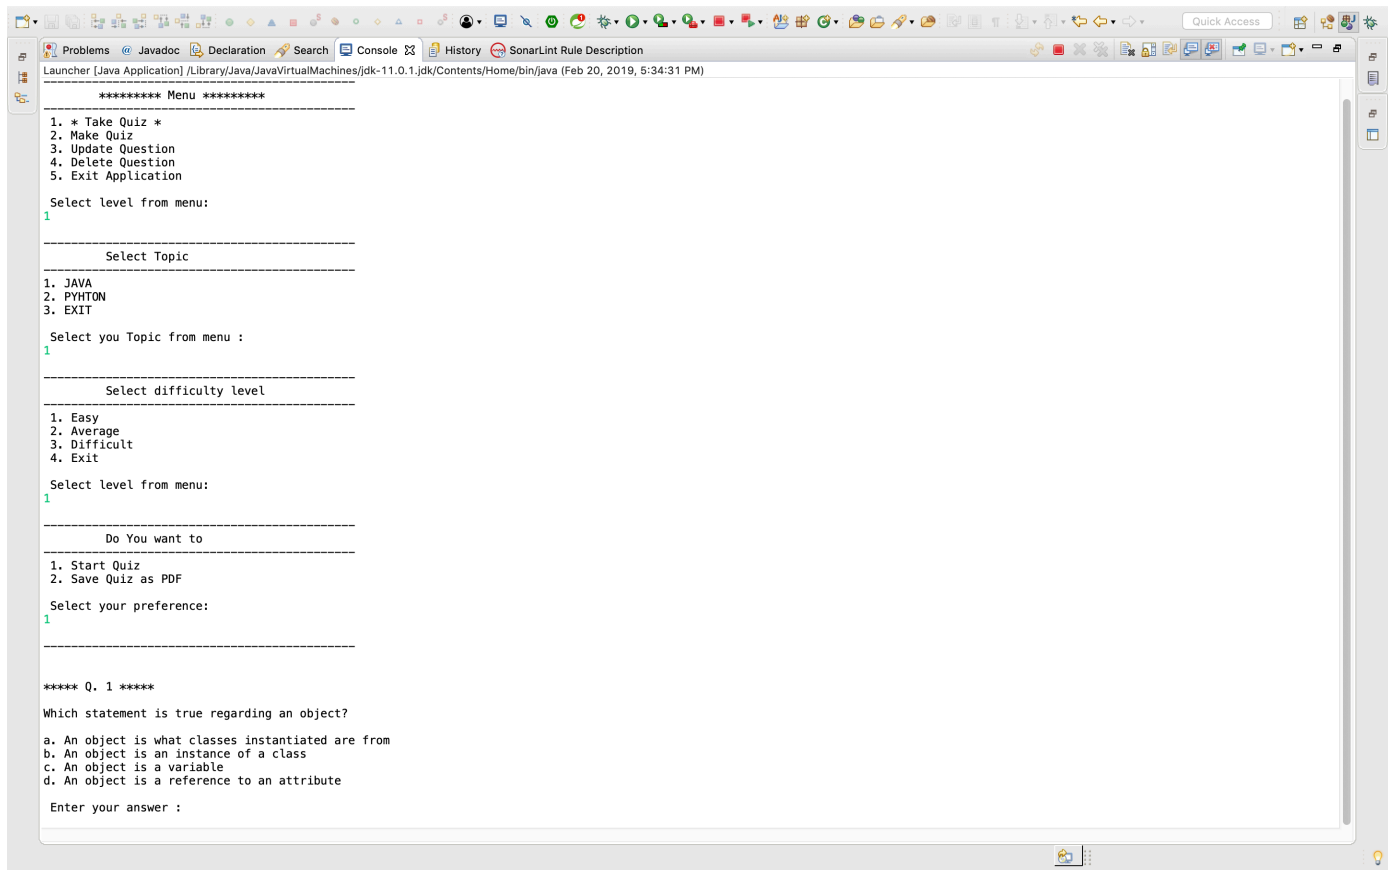 Quick Access
Problems @ Javadoc Declaration Search Console History SonarLint Rule Description
Launcher [Java Application] /Library/Java/JavaVirtualMachines/jdk-11.0.1.jdk/Contents/Home/bin/java (Feb 20, 2019, 5:34:31 PM)
---------------------------------------------
********* Menu *********
---------------------------------------------
1. * Take Quiz *
2. Make Quiz
3. Update Question
4. Delete Question
5. Exit Application
Select level from menu:
1
---------------------------------------------
Select Topic
---------------------------------------------
1. JAVA
2. PYHTON
3. EXIT
Select you Topic from menu :
1
---------------------------------------------
Select difficulty level
---------------------------------------------
1. Easy
2. Average
3. Difficult
4. Exit
Select level from menu:
1
---------------------------------------------
Do You want to
---------------------------------------------
1. Start Quiz
2. Save Quiz as PDF
Select your preference:
1
---------------------------------------------
***** Q. 1 *****
Which statement is true regarding an object?
a. An object is what classes instantiated are from
b. An object is an instance of a class
c. An object is a variable
d. An object is a reference to an attribute
Enter your answer :